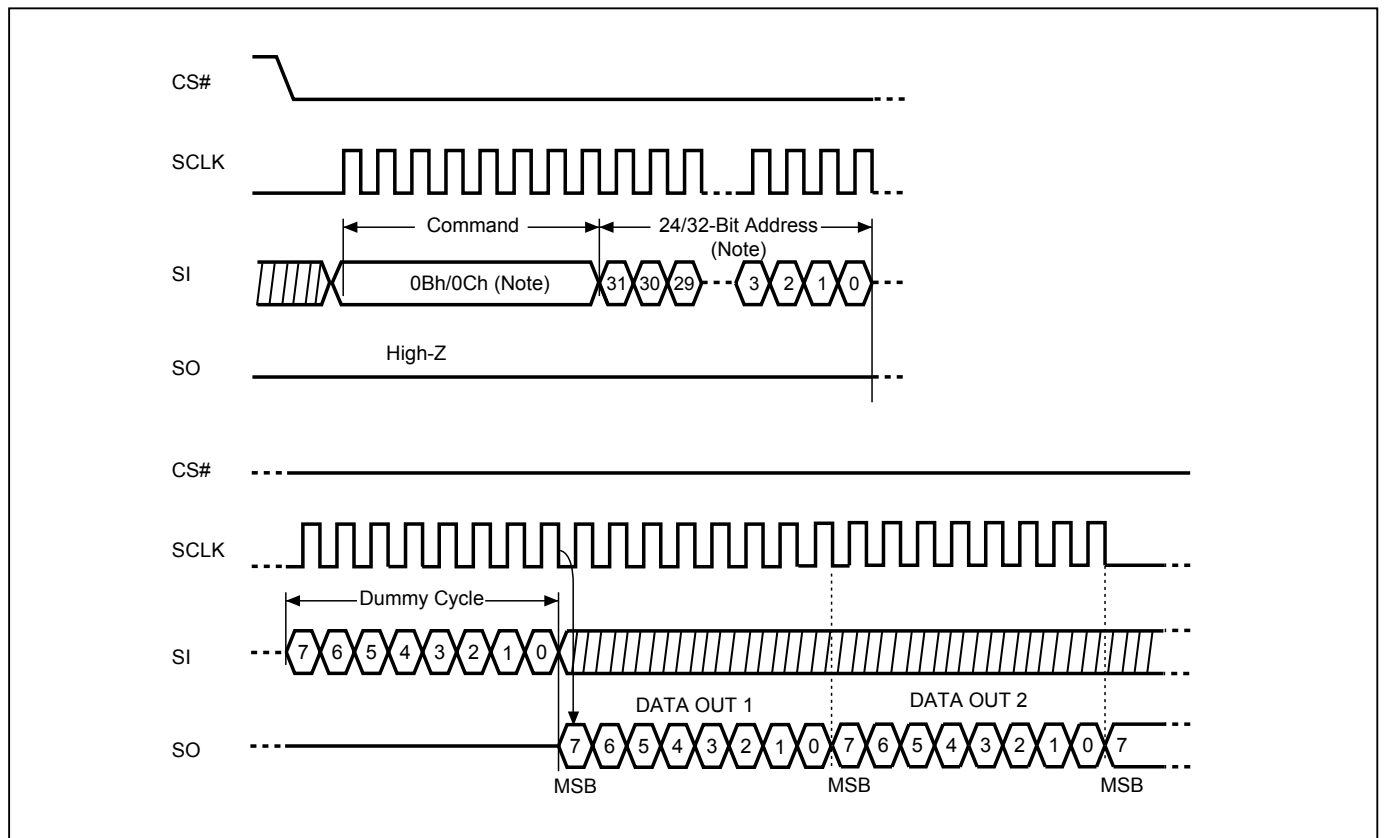 CS#
SCLK
Command
24/32-Bit Address
(Note)
SI
0Bh/0Ch (Note)
31 30 29
3 2 1 0
High-Z
SO
CS#
SCLK
Dummy Cycle
SI
7 6 5 4 3 2 1 0
DATA OUT 1
DATA OUT 2
SO
7 6 5 4 3 2 1 0 7 6 5 4 3 2 1 0 7
MSB
MSB
MSB